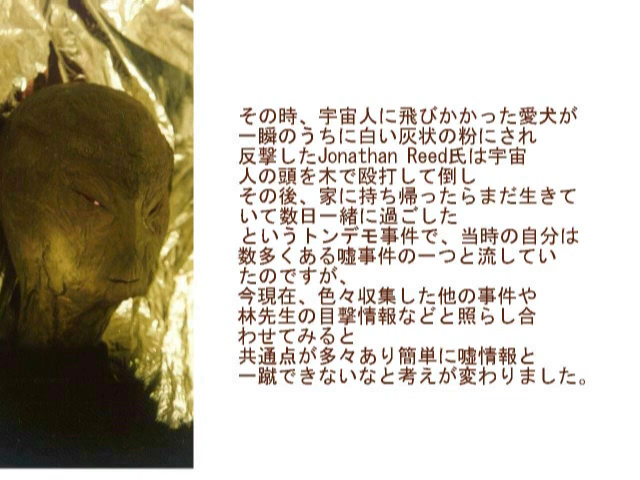 その時、宇宙人に飛びかかった愛犬が
一瞬のうちに白い灰状の粉にされ
反撃したJonathan Reed氏は宇宙
人の頭を木で殴打して倒し
その後、家に持ち帰ったらまだ生きて
いて数日一緒に過ごした
というトンデモ事件で、当時の自分は
数多くある嘘事件の一つと流してい
たのですが、
今現在、色々収集した他の事件や
林先生の目撃情報などと照らし合
わせてみると
共通点が多々あり簡単に嘘情報と
一蹴できないなと考えが変わりました。